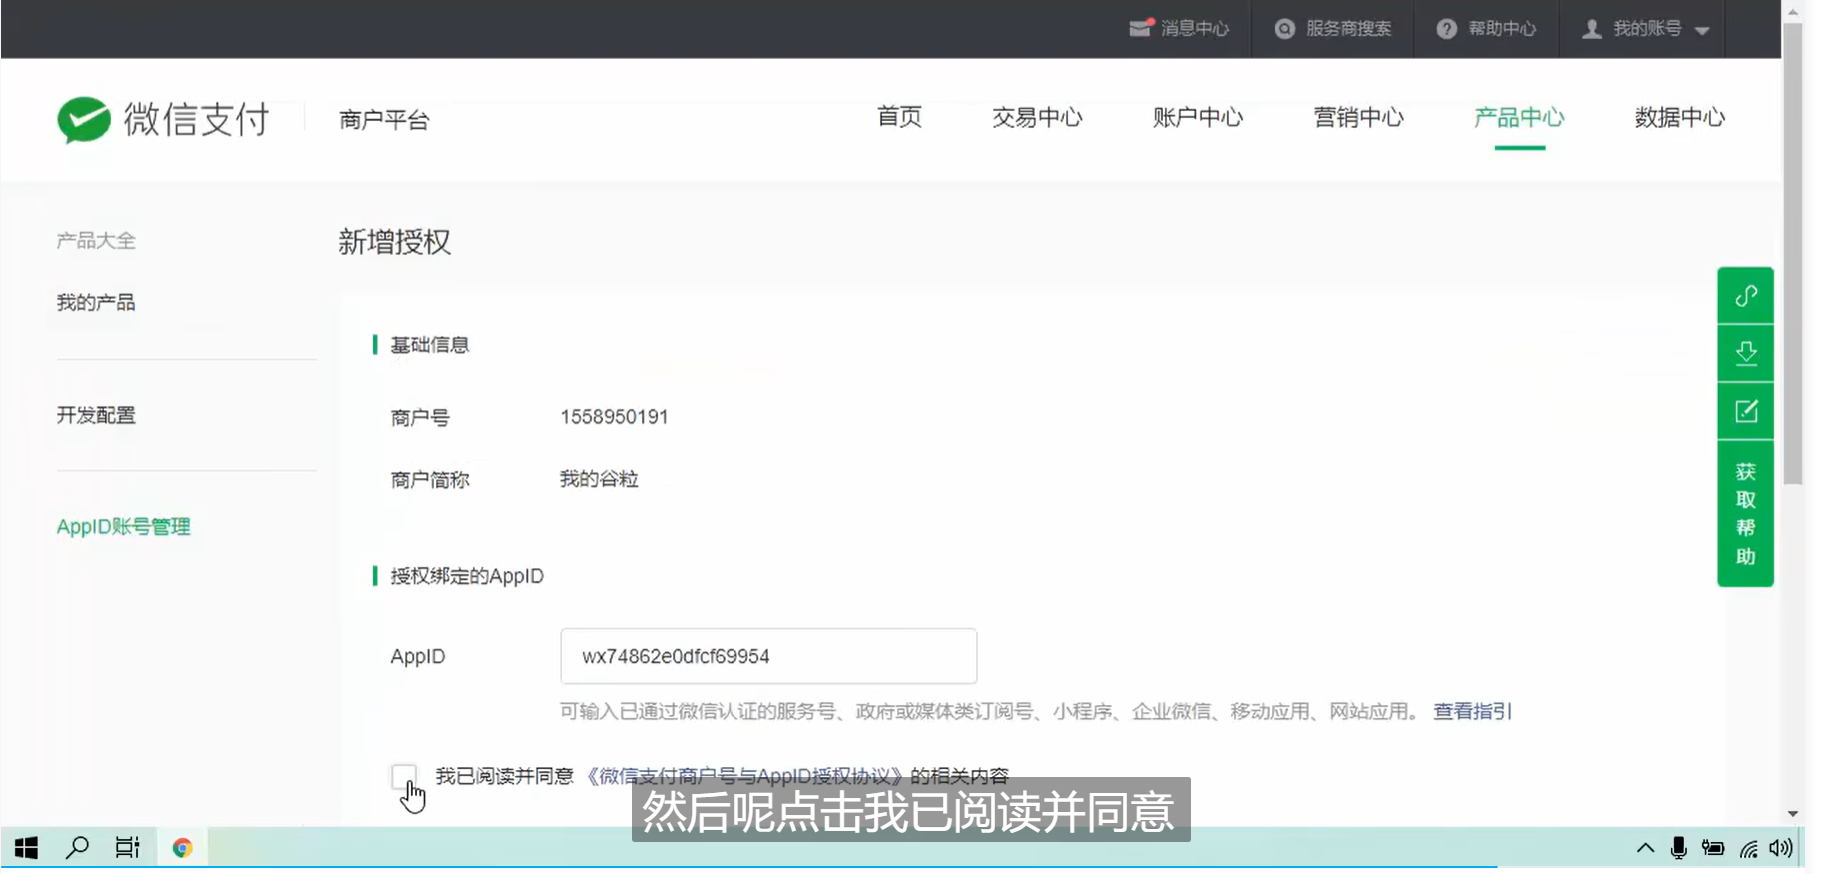 消息中心
服务商搜索
帮助中心
我的账号
微信支付
商户平台
首页
交易中心
账户中心
营销中心
产品中心
数据中心
产品大全
我的产品
开发配置
AppID账号管理
新增授权
基础信息
商户号 1558950191
商户简称 我的谷粒
授权绑定的AppID
AppID wx74862e0dfcf69954
可输入已通过微信认证的服务号、政府或媒体类订阅号、小程序、企业微信、移动应用、网站应用。 查看指引
我已阅读并同意 《微信支付商户号与AppID授权协议》的相关内容
然后呢点击我已阅读并同意
获
取
帮
助